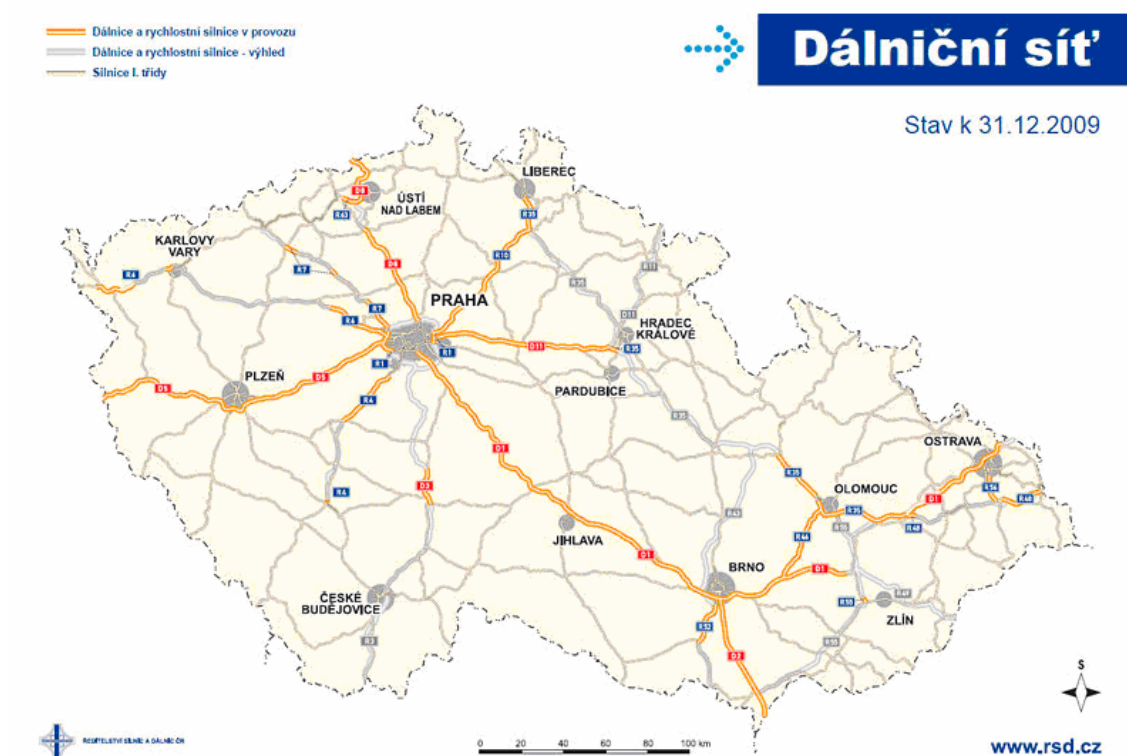 Dálnice a rychlostní silnice v provozu
Dálnice a rychlostní silnice - výhled
Silnice I. třídy
Dálniční síť
Stav k 31.12.2009
LIBEREC
D8
ÚSTÍ
NAD LABEM
R63
R35
KARLOVY
VARY
R6
R7
D8
R10
R35
R11
PRAHA
R7
R6
D11
HRADEC
KRÁLOVÉ
R1
R1
D11
R35
PLZEŇ
D5
D5
R4
PARDUBICE
R35
D1
OSTRAVA
R4
D3
R35
OLOMOUC
D1
R56
R48
R35
R48
R43
R55
JIHLAVA
D1
R46
BRNO
D1
ČESKÉ
BUDĚJOVICE
R49
R55
ZLÍN
R52
R55
R3
D2
S
ŘEDITELSTVÍ SILNIC A DÁLNIC ČR
0 20 40 60 80 100 km
www.rsd.cz